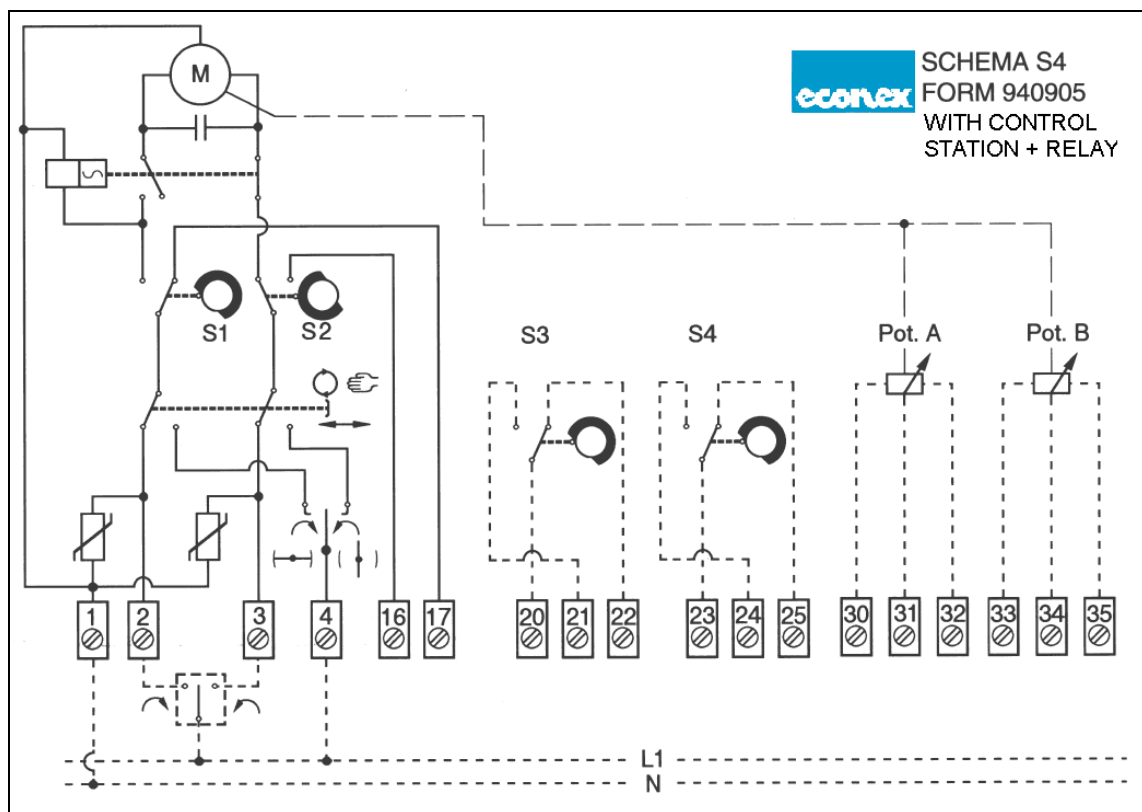 M
econex
SCHEMA S4
FORM 940905
WITH CONTROL
STATION + RELAY
S1
S2
S3
S4
Pot. A
Pot. B
1
2
3
4
16
17
20
21
22
23
24
25
30
31
32
33
34
35
L1
N